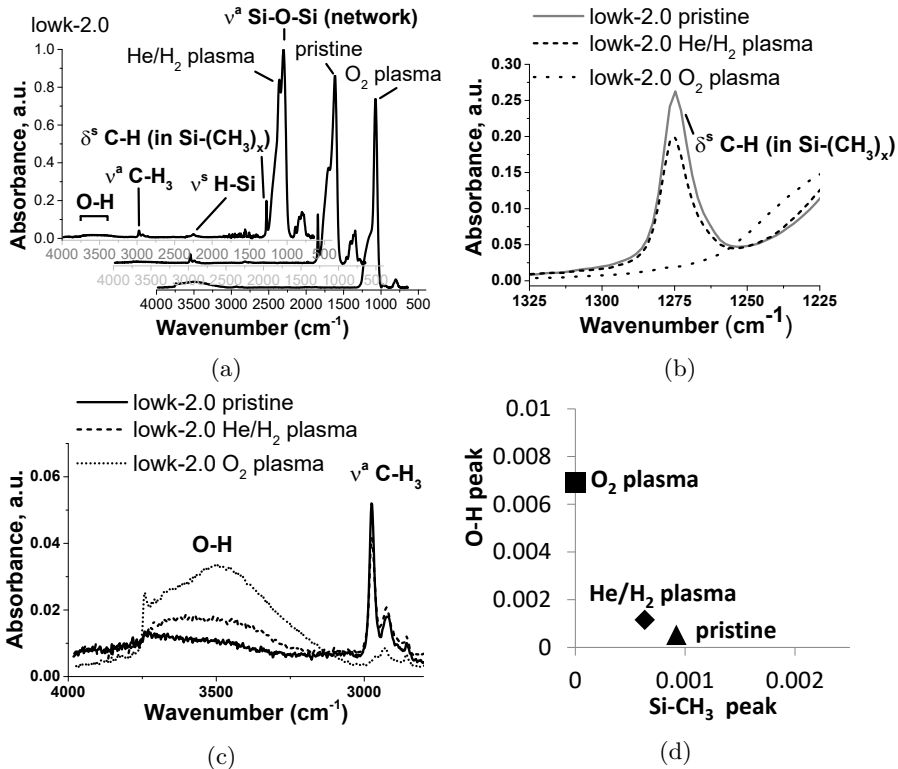 lowk-2.0
νᵃ Si-O-Si (network)
He/H₂ plasma
pristine
O₂ plasma
δˢ C-H (in Si-(CH₃)ₓ)
νᵃ C-H₃
νˢ H-Si
O-H
Absorbance, a.u.
1.0
0.8
0.6
0.4
0.2
0.0
4000 3500 3000 2500 2000 1500 1000 500
4000 3500 3000 2500 2000 1500 1000 500
4000 3500 3000 2500 2000 1500 1000 500
Wavenumber (cm⁻¹)
(a)
lowk-2.0 pristine
lowk-2.0 He/H₂ plasma
lowk-2.0 O₂ plasma
δˢ C-H (in Si-(CH₃)ₓ)
Absorbance, a.u.
0.30
0.25
0.20
0.15
0.10
0.05
0.00
1325 1300 1275 1250 1225
Wavenumber (cm⁻¹)
(b)
lowk-2.0 pristine
lowk-2.0 He/H₂ plasma
lowk-2.0 O₂ plasma
νᵃ C-H₃
O-H
Absorbance, a.u.
0.06
0.04
0.02
0.00
4000 3500 3000
Wavenumber (cm⁻¹)
(c)
O-H peak
0.01
0.008
0.006
0.004
0.002
0
O₂ plasma
He/H₂ plasma
pristine
0 0.001 0.002
Si-CH₃ peak
(d)